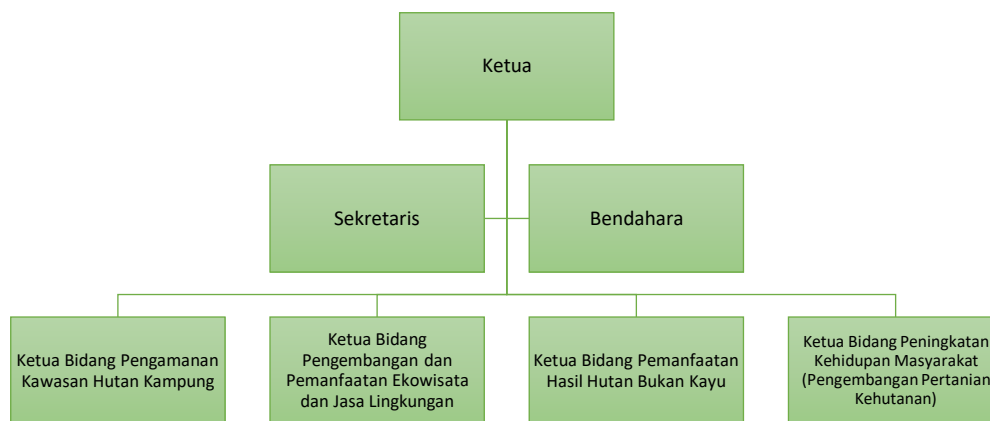 Ketua
Sekretaris
Bendahara
Ketua Bidang Pengamanan
Kawasan Hutan Kampung
Ketua Bidang
Pengembangan dan
Pemanfaatan Ekowisata
dan Jasa Lingkungan
Ketua Bidang Pemanfaatan
Hasil Hutan Bukan Kayu
Ketua Bidang Peningkatan
Kehidupan Masyarakat
(Pengembangan Pertanian
Kehutanan)